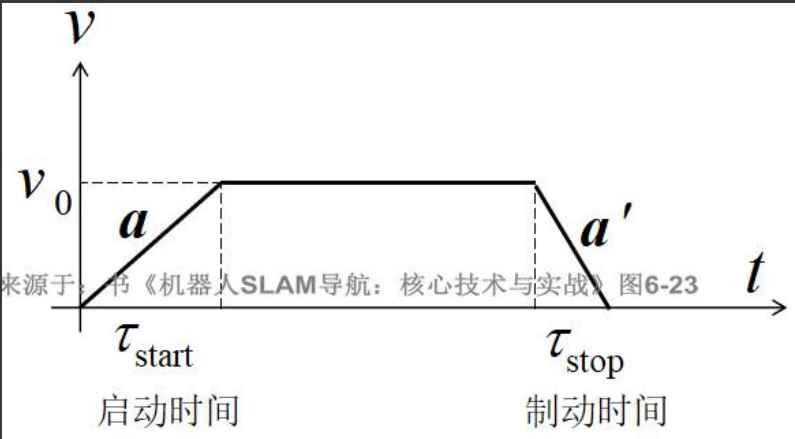 v
v0
a
a'
来源于:书《机器人SLAM导航:核心技术与实战》图6-23
t
τstart
τstop
启动时间
制动时间